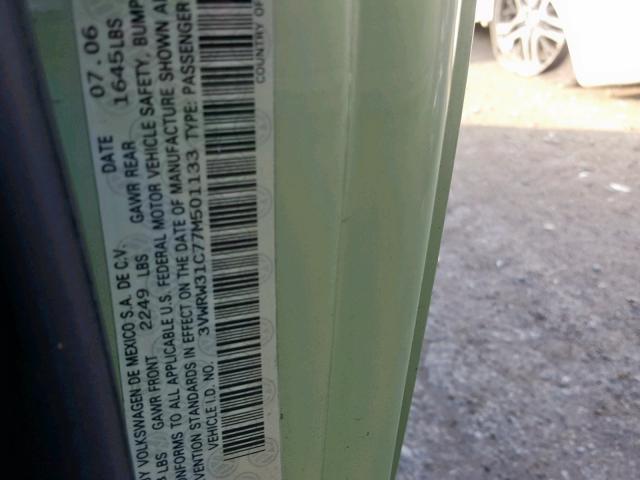 BY VOLKSWAGEN DE MEXICO S.A. DE C.V. DATE 07.06
LBS GAWR FRONT 2249 LBS GAWR REAR 1645LBS
ONFORMS TO ALL APPLICABLE U.S. FEDERAL MOTOR VEHICLE SAFETY, BUMP
VENTION STANDARDS IN EFFECT ON THE DATE OF MANUFACTURE SHOWN AB
VEHICLE I.D. NO. 3VWRW31C77M501133 TYPE: PASSENGER
COUNTRY OF